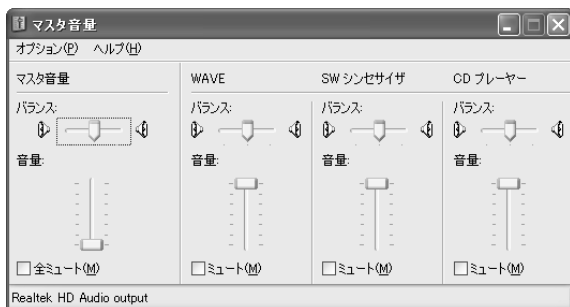 マスタ音量
オプション(P) ヘルプ(H)
マスタ音量 WAVE SW シンセサイザ CD プレーヤー
バランス: バランス: バランス: バランス:
音量: 音量: 音量: 音量:
全ミュート(M) ミュート(M) ミュート(M) ミュート(M)
Realtek HD Audio output